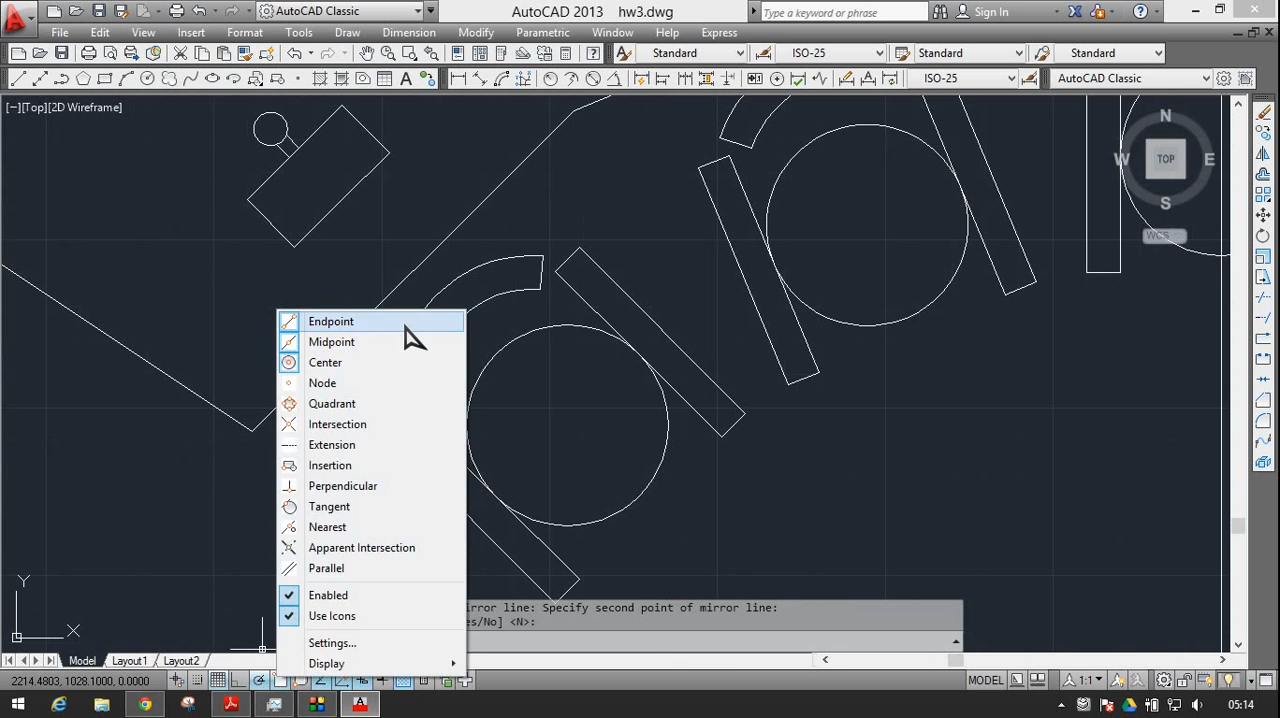 AutoCAD Classic
AutoCAD 2013 hw3.dwg
Type a keyword or phrase
Sign In
File Edit View Insert Format Tools Draw Dimension Modify Parametric Window Help Express
Standard
ISO-25
Standard
Standard
A
ISO-25
AutoCAD Classic
[−][Top][2D Wireframe]
N
W
TOP
E
S
WCS
Endpoint
Midpoint
Center
Node
Quadrant
Intersection
Extension
Insertion
Perpendicular
Tangent
Nearest
Apparent Intersection
Parallel
Enabled
Use Icons
Settings...
Display
Y
X
irror line: Specify second point of mirror line:
es/No] <N>:
Model Layout1 Layout2
2214.4803, 1028.1000, 0.0000
MODEL
1:1
05:14